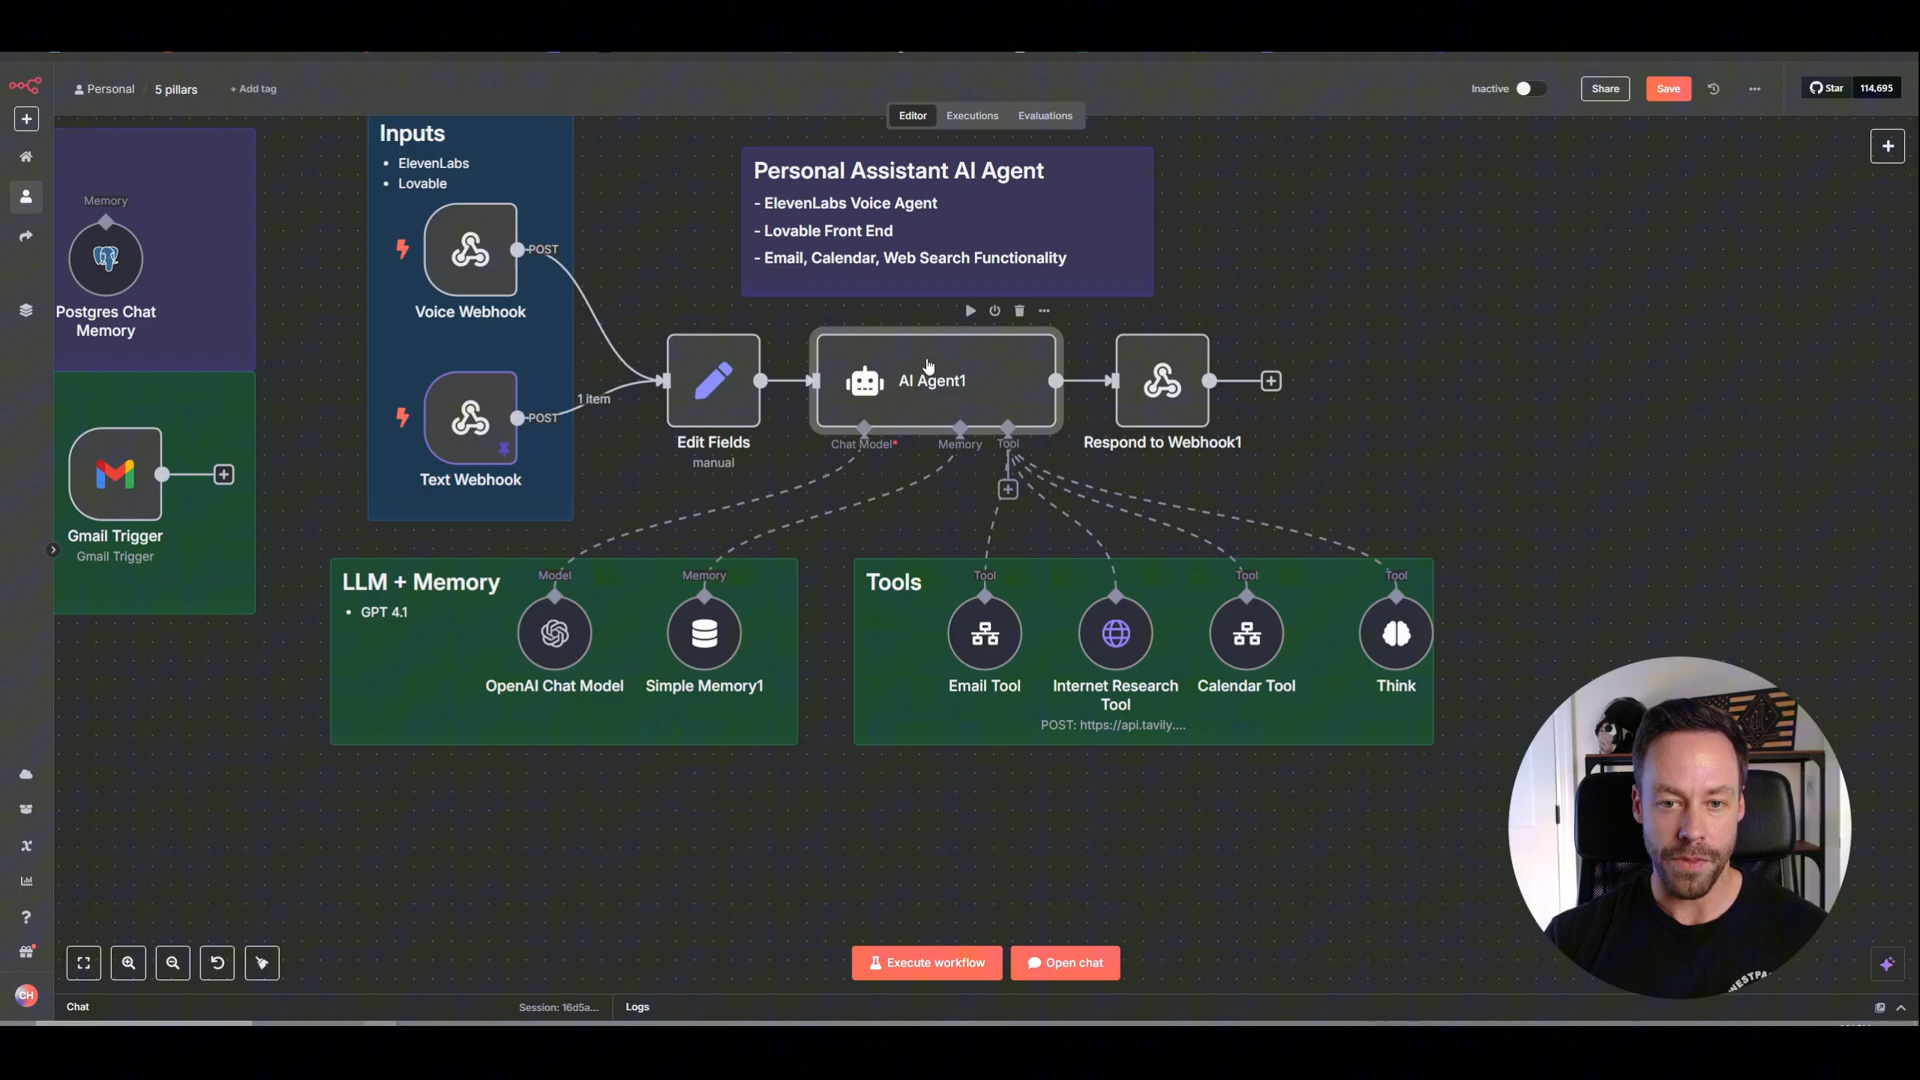 Personal / 5 pillars + Add tag
Inactive
Share
Save
Star 114,695
Editor Executions Evaluations
Memory
Postgres Chat
Memory
Gmail Trigger
Gmail Trigger
Inputs
• ElevenLabs
• Lovable
POST
Voice Webhook
POST
Text Webhook
1 item
Personal Assistant AI Agent
- ElevenLabs Voice Agent
- Lovable Front End
- Email, Calendar, Web Search Functionality
Edit Fields
manual
AI Agent1
Chat Model*
Memory
Tool
Respond to Webhook1
LLM + Memory
• GPT 4.1
Model
OpenAI Chat Model
Memory
Simple Memory1
Tools
Tool
Email Tool
Internet Research
Tool
POST: https://api.tavily....
Tool
Calendar Tool
Tool
Think
Execute workflow
Open chat
CH
Chat
Session: 16d5a...
Logs